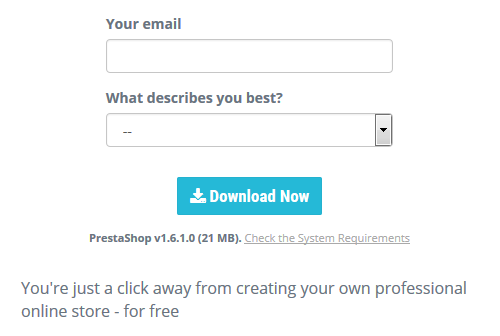 Your email
What describes you best?
--
Download Now
PrestaShop v1.6.1.0 (21 MB). Check the System Requirements
You're just a click away from creating your own professional
online store - for free